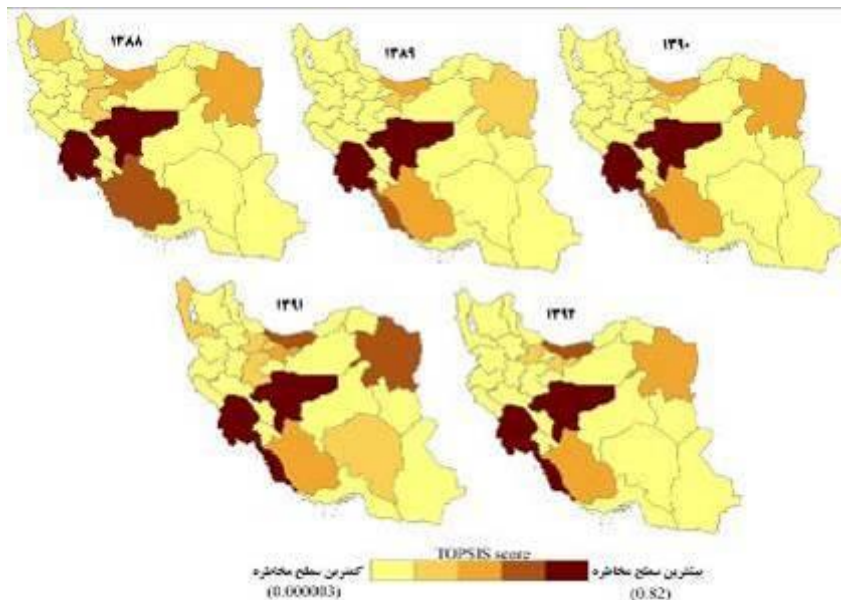 ۱۳۸۸
۱۳۸۹
۱۳۹۰
۱۳۹۱
۱۳۹۲
TOPSIS score
کمترین سطح مخاطره
بیشترین سطح مخاطره
(0.000003)
(0.82)